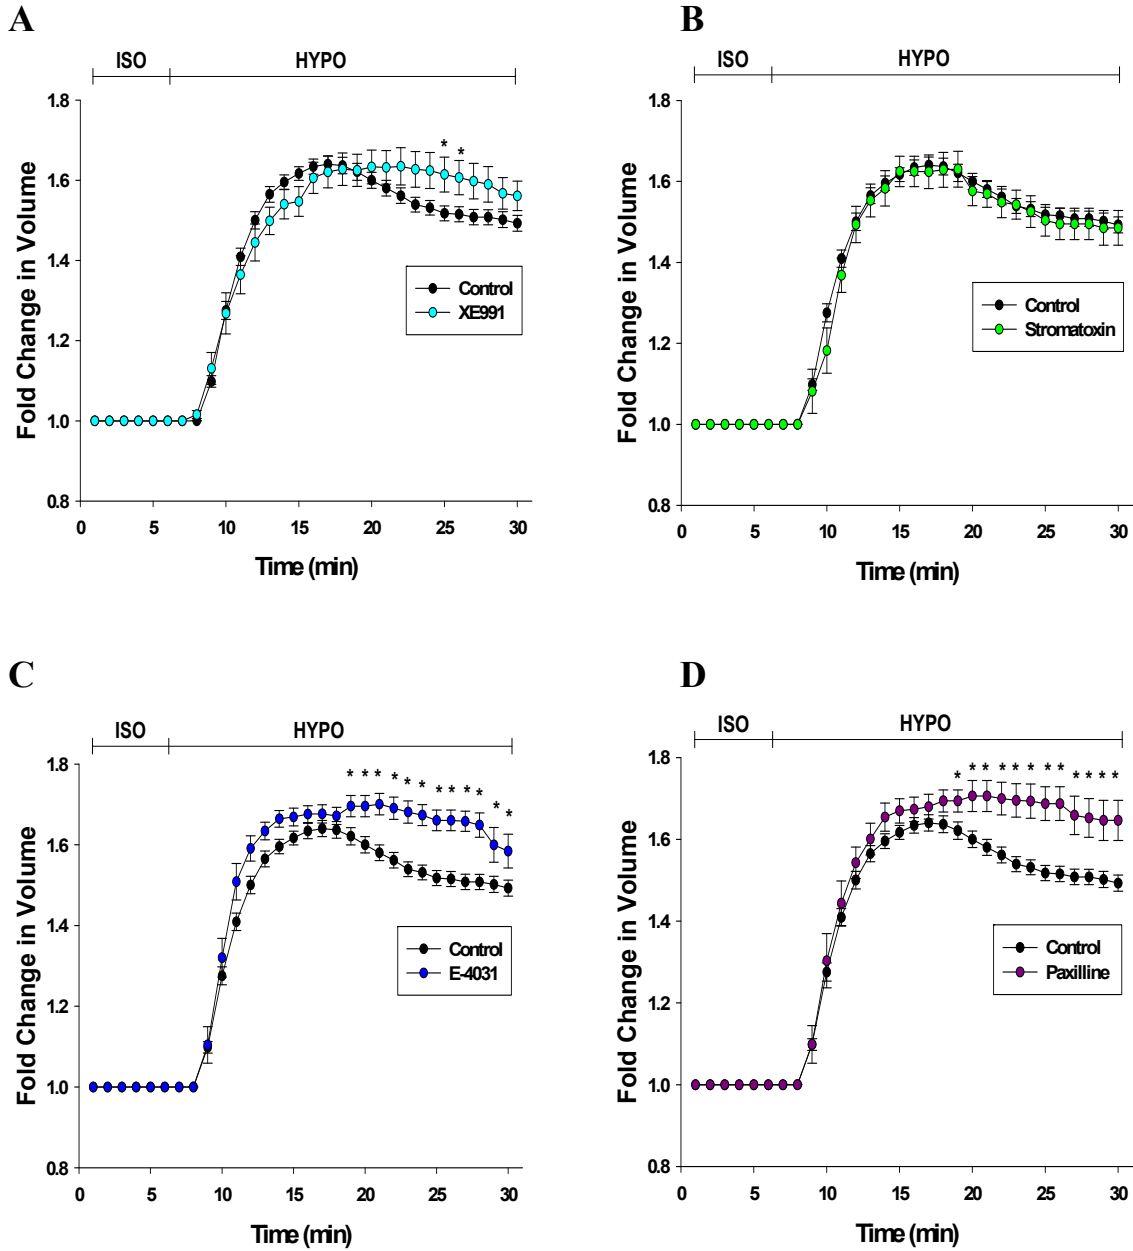 A
ISO HYPO
1.8
1.6
1.4
1.2
1.0
0.8
Fold Change in Volume
Control
XE991
* *
0 5 10 15 20 25 30
Time (min)
B
ISO HYPO
1.8
1.6
1.4
1.2
1.0
0.8
Fold Change in Volume
Control
Stromatoxin
0 5 10 15 20 25 30
Time (min)
C
ISO HYPO
* * * * * * * * * * * *
1.8
1.6
1.4
1.2
1.0
0.8
Fold Change in Volume
Control
E-4031
0 5 10 15 20 25 30
Time (min)
D
ISO HYPO
* * * * * * * * * * * *
1.8
1.6
1.4
1.2
1.0
0.8
Fold Change in Volume
Control
Paxilline
0 5 10 15 20 25 30
Time (min)